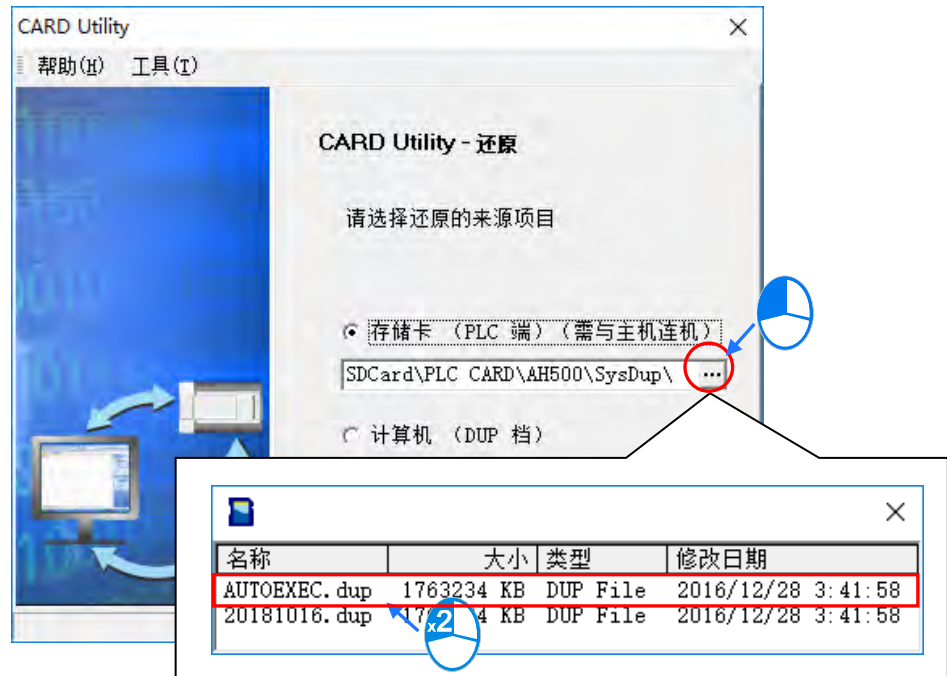 CARD Utility
帮助(H) 工具(T)
CARD Utility - 还原
请选择还原的来源项目
存储卡 （PLC 端）（需与主机连机）
SDCard\PLC CARD\AH500\SysDup\ ...
计算机 （DUP 档）
名称 大小 类型 修改日期
AUTOEXEC.dup 1763234 KB DUP File 2016/12/28 3:41:58
20181016.dup 4 KB DUP File 2016/12/28 3:41:58
x2